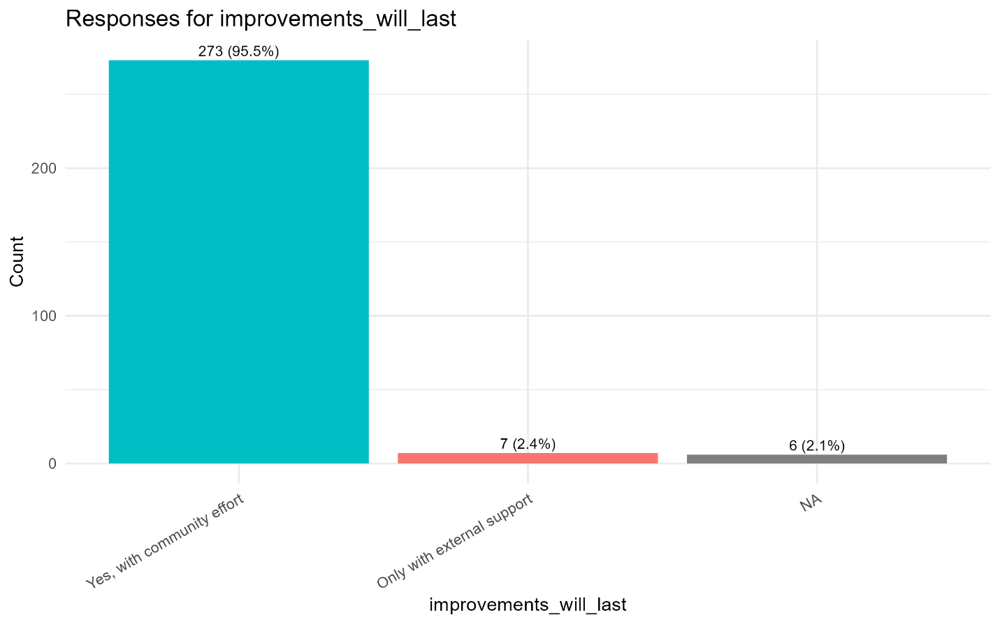 Responses for improvements_will_last
273 (95.5%)
7 (2.4%)
6 (2.1%)
200
100
0
Count
Yes, with community effort
Only with external support
NA
improvements_will_last